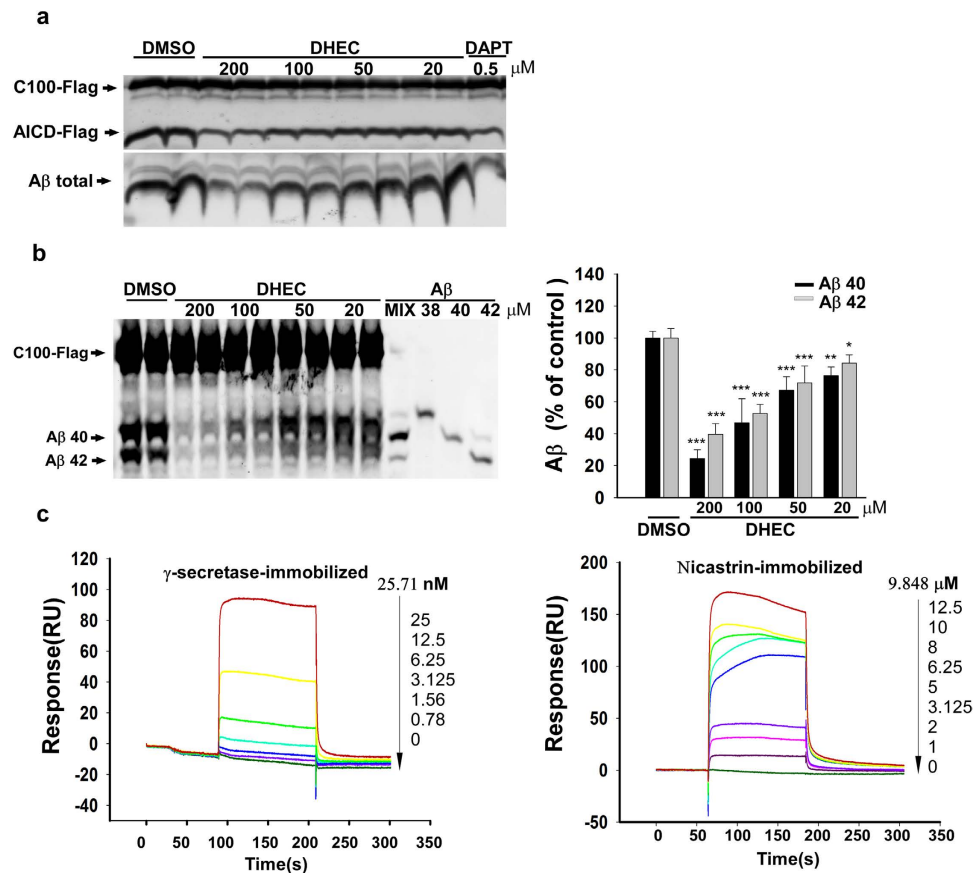 a
DMSO DHEC DAPT
200 100 50 20 0.5 μM
C100-Flag
AICD-Flag
Aβ total
b
DMSO DHEC Aβ
200 100 50 20 MIX 38 40 42 μM
C100-Flag
Aβ 40
Aβ 42
Aβ (% of control)
140
120
100
80
60
40
20
0
Aβ 40
Aβ 42
*** *** *** *** *** *** ** *
200 100 50 20 μM
DMSO DHEC
c
Response(RU)
120
100
80
60
40
20
0
-20
-40
γ-secretase-immobilized
25.71 nM
25
12.5
6.25
3.125
1.56
0.78
0
0 50 100 150 200 250 300 350
Time(s)
Response(RU)
200
150
100
50
0
-50
Nicastrin-immobilized
9.848 μM
12.5
10
8
6.25
5
3.125
2
1
0
0 50 100 150 200 250 300 350
Time(s)